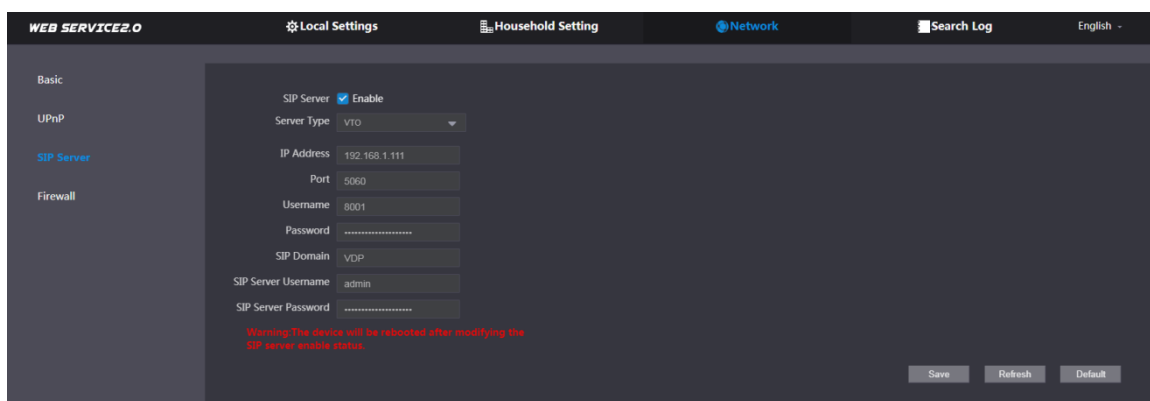 WEB SERVICE2.0 Local Settings Household Setting Network Search Log English
Basic
UPnP
SIP Server
Firewall
SIP Server Enable
Server Type VTO
IP Address 192.168.1.111
Port 5060
Username 8001
Password ••••••••••••••••••••
SIP Domain VDP
SIP Server Username admin
SIP Server Password ••••••••••••••••••••
Warning:The device will be rebooted after modifying the
SIP server enable status.
Save Refresh Default